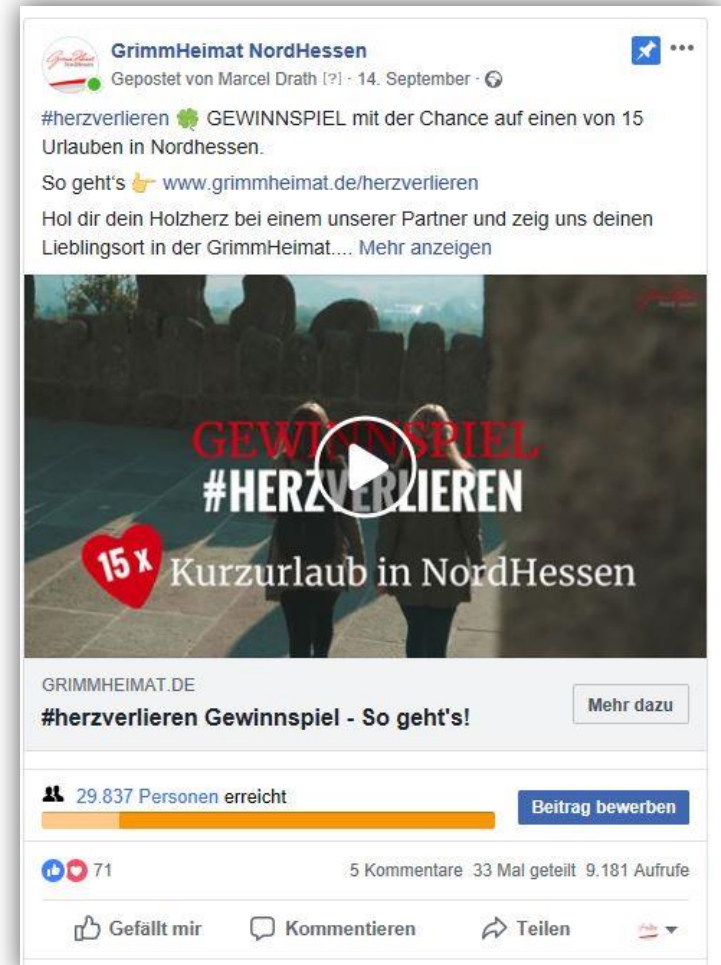 GrimmHeimat NordHessen
Gepostet von Marcel Drath [?] · 14. September ·
#herzverlieren 🍀 GEWINNSPIEL mit der Chance auf einen von 15
Urlauben in Nordhessen.
So geht's 👉 www.grimmheimat.de/herzverlieren
Hol dir dein Holzherz bei einem unserer Partner und zeig uns deinen
Lieblingsort in der GrimmHeimat.... Mehr anzeigen
GEWINNSPIEL
#HERZVERLIEREN
15 x
Kurzurlaub in NordHessen
GRIMMHEIMAT.DE
#herzverlieren Gewinnspiel - So geht's!
Mehr dazu
29.837 Personen erreicht
Beitrag bewerben
71
5 Kommentare 33 Mal geteilt 9.181 Aufrufe
Gefällt mir
Kommentieren
Teilen